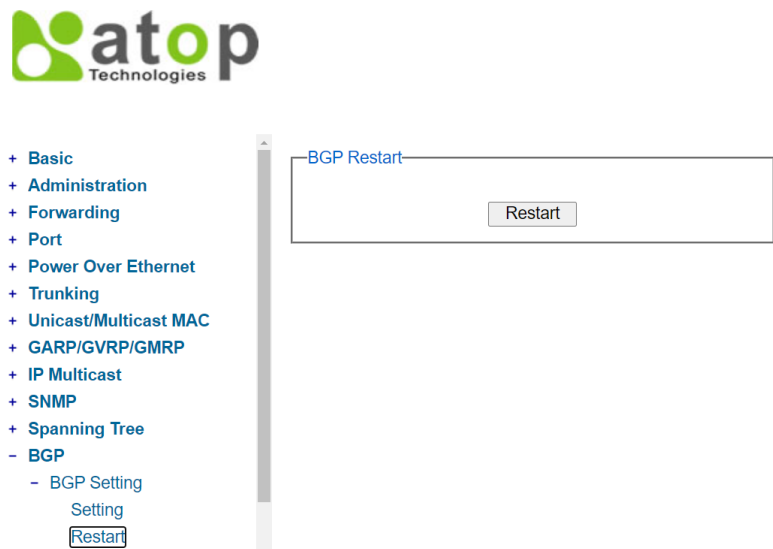 atop
Technologies
+ Basic
+ Administration
+ Forwarding
+ Port
+ Power Over Ethernet
+ Trunking
+ Unicast/Multicast MAC
+ GARP/GVRP/GMRP
+ IP Multicast
+ SNMP
+ Spanning Tree
- BGP
- BGP Setting
Setting
Restart
BGP Restart
Restart